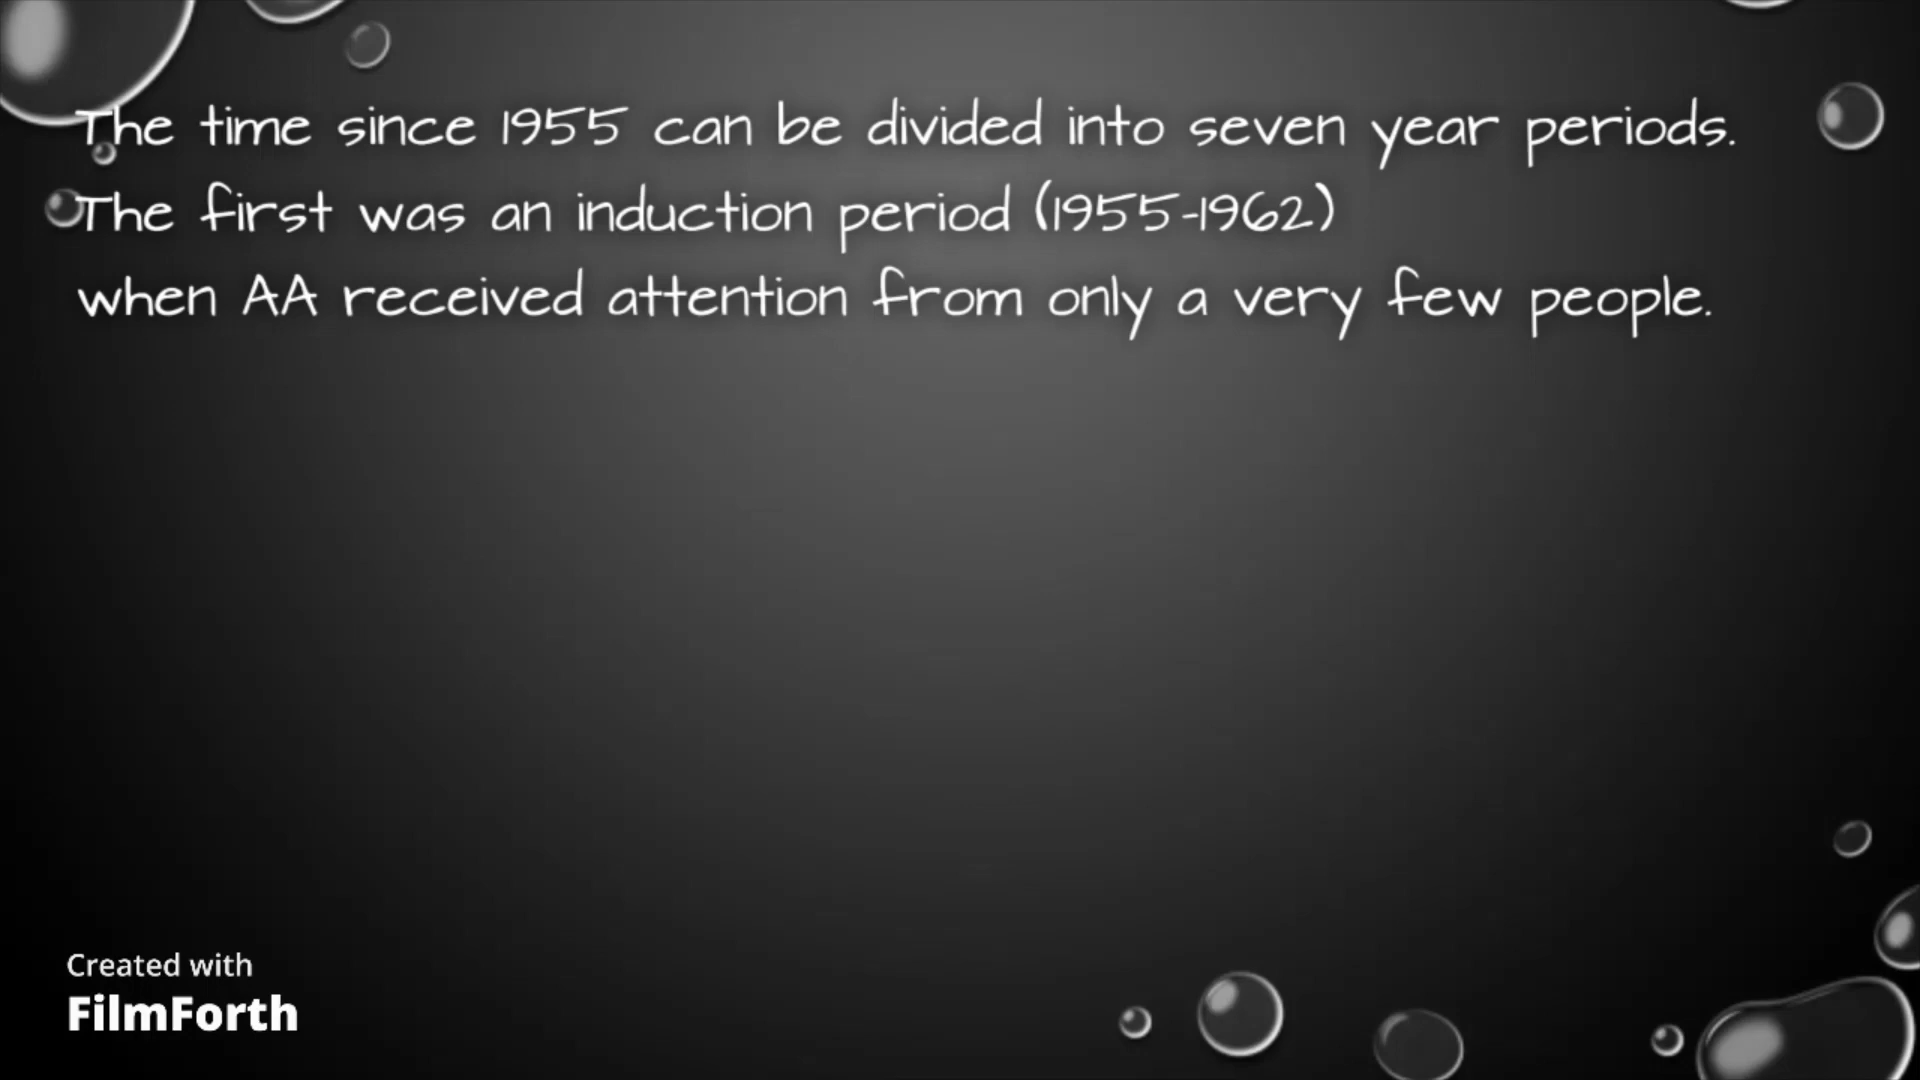 The time since 1955 can be divided into seven year periods.
The first was an induction period (1955-1962)
when AA received attention from only a very few people.
Created with
FilmForth